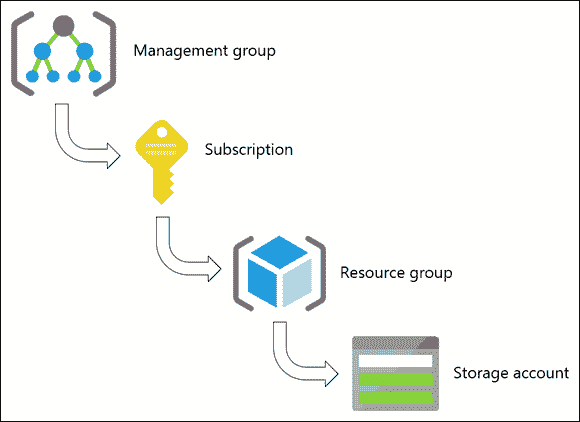 Management group
Subscription
Resource group
Storage account